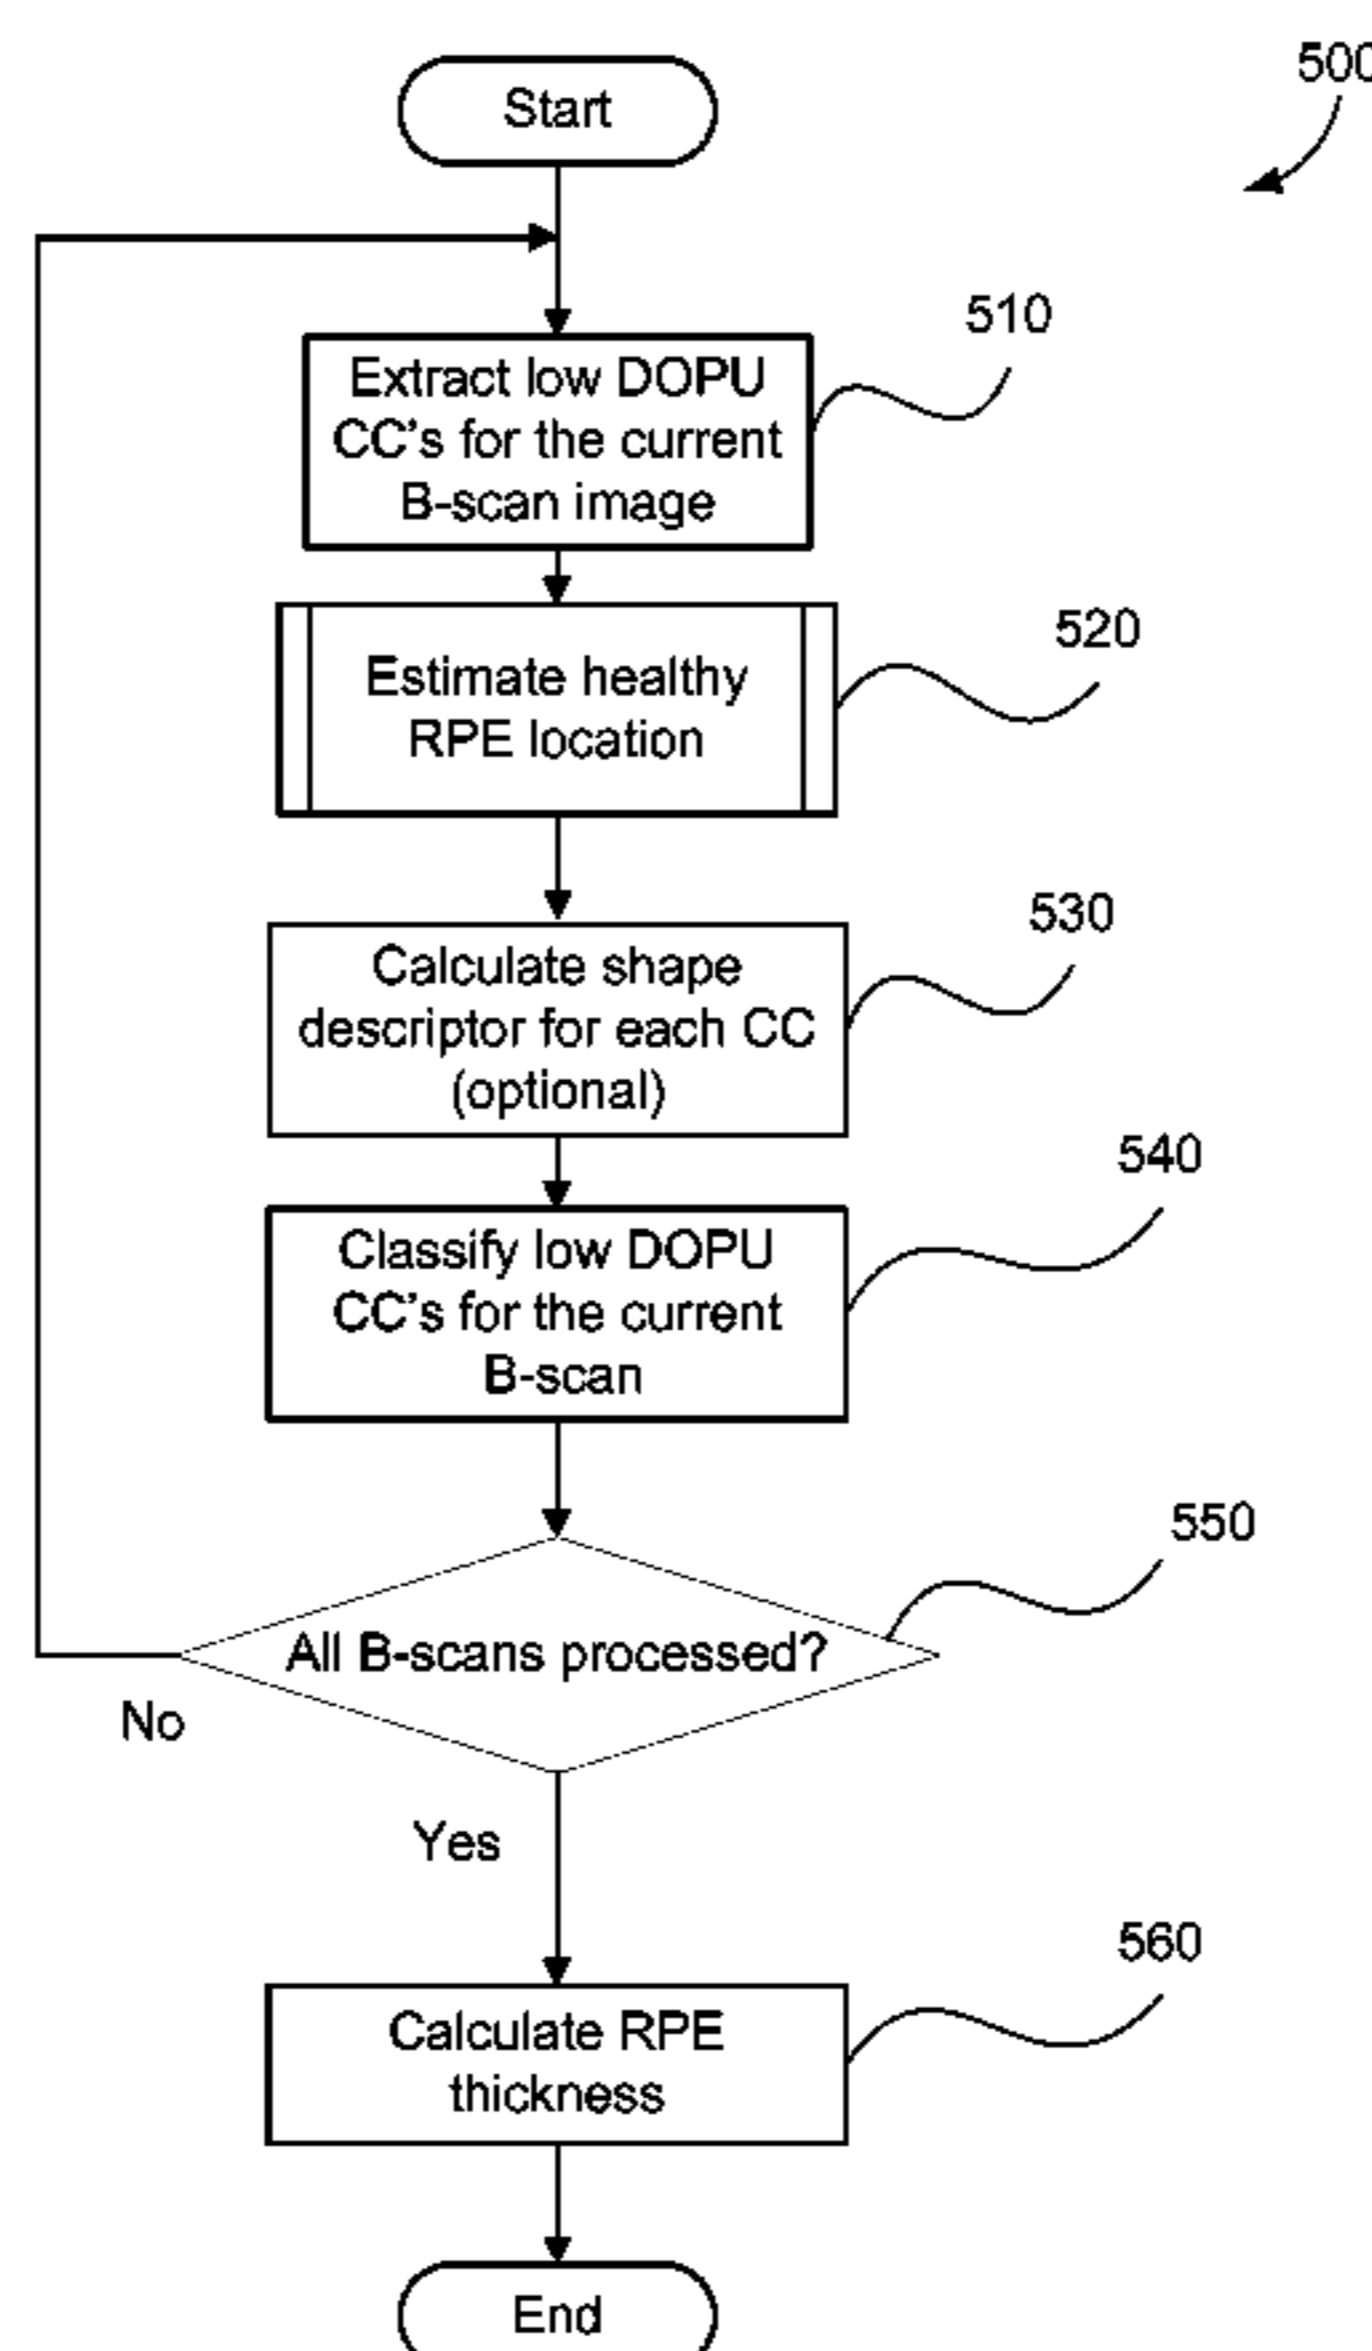 Start
500
510
Extract low DOPU
CC's for the current
B-scan image
520
Estimate healthy
RPE location
530
Calculate shape
descriptor for each CC
(optional)
540
Classify low DOPU
CC's for the current
B-scan
550
All B-scans processed?
No
Yes
560
Calculate RPE
thickness
End